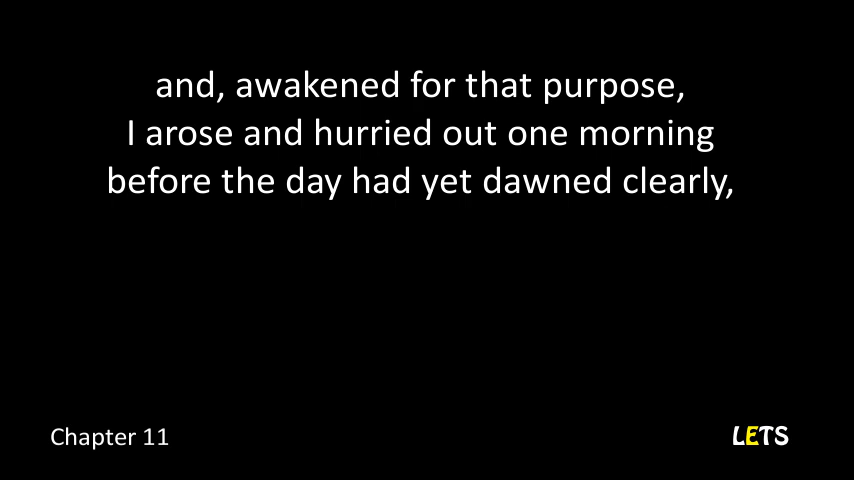 and, awakened for that purpose,
I arose and hurried out one morning
before the day had yet dawned clearly,
Chapter 11
LETS